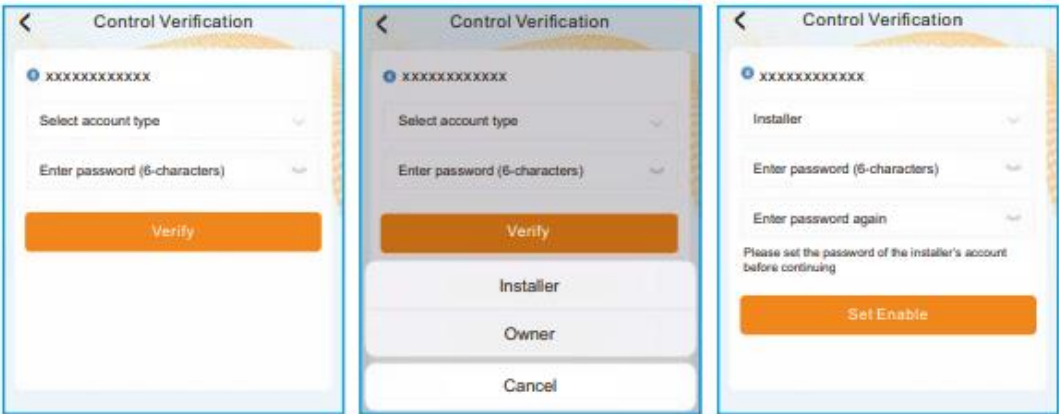 Control Verification
xxxxxxxxxxxx
Select account type
Enter password (6-characters)
Verify
Control Verification
xxxxxxxxxxxx
Select account type
Enter password (6-characters)
Verify
Installer
Owner
Cancel
Control Verification
xxxxxxxxxxxx
Installer
Enter password (6-characters)
Enter password again
Please set the password of the installer's account
before continuing
Set Enable